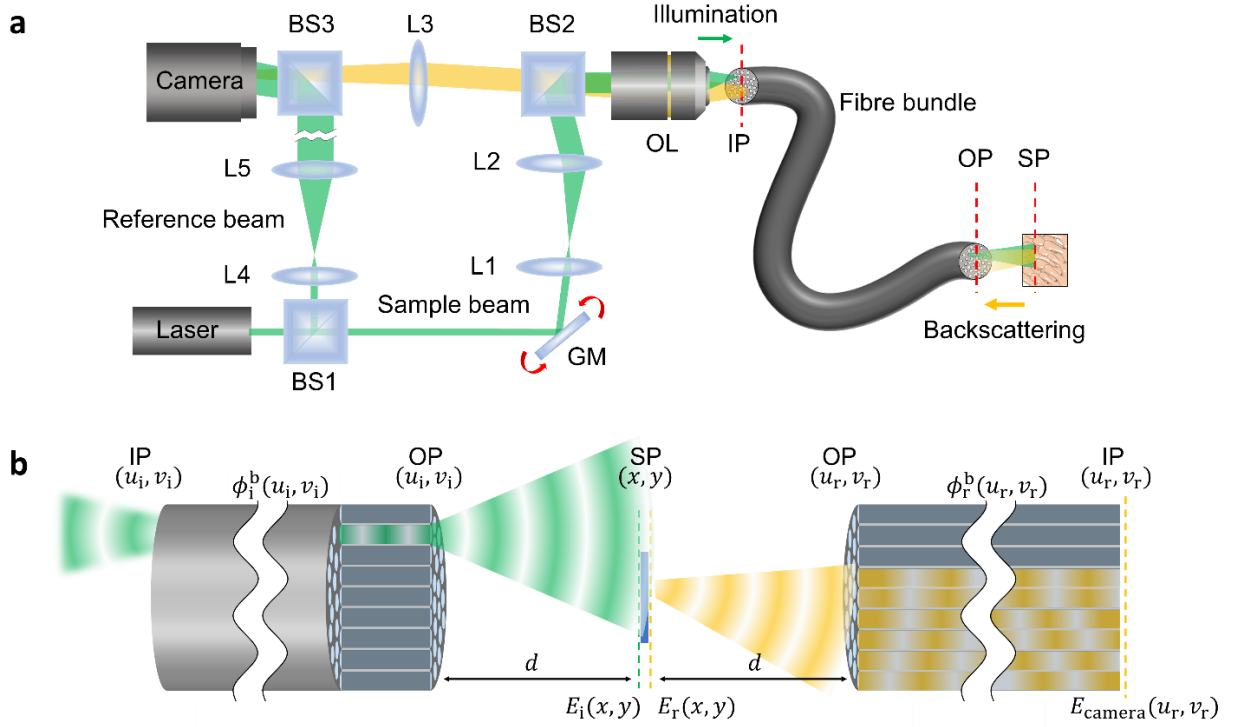 a
BS3
L3
BS2
Illumination
Camera
Fibre bundle
OL
IP
L5
L2
OP
SP
Reference beam
L4
L1
Sample beam
Laser
GM
Backscattering
BS1
b
IP
(u_i, v_i)
ϕ_i^b(u_i, v_i)
OP
(u_i, v_i)
SP
(x, y)
OP
(u_r, v_r)
ϕ_r^b(u_r, v_r)
IP
(u_r, v_r)
d
d
E_i(x, y)
E_r(x, y)
E_camera(u_r, v_r)